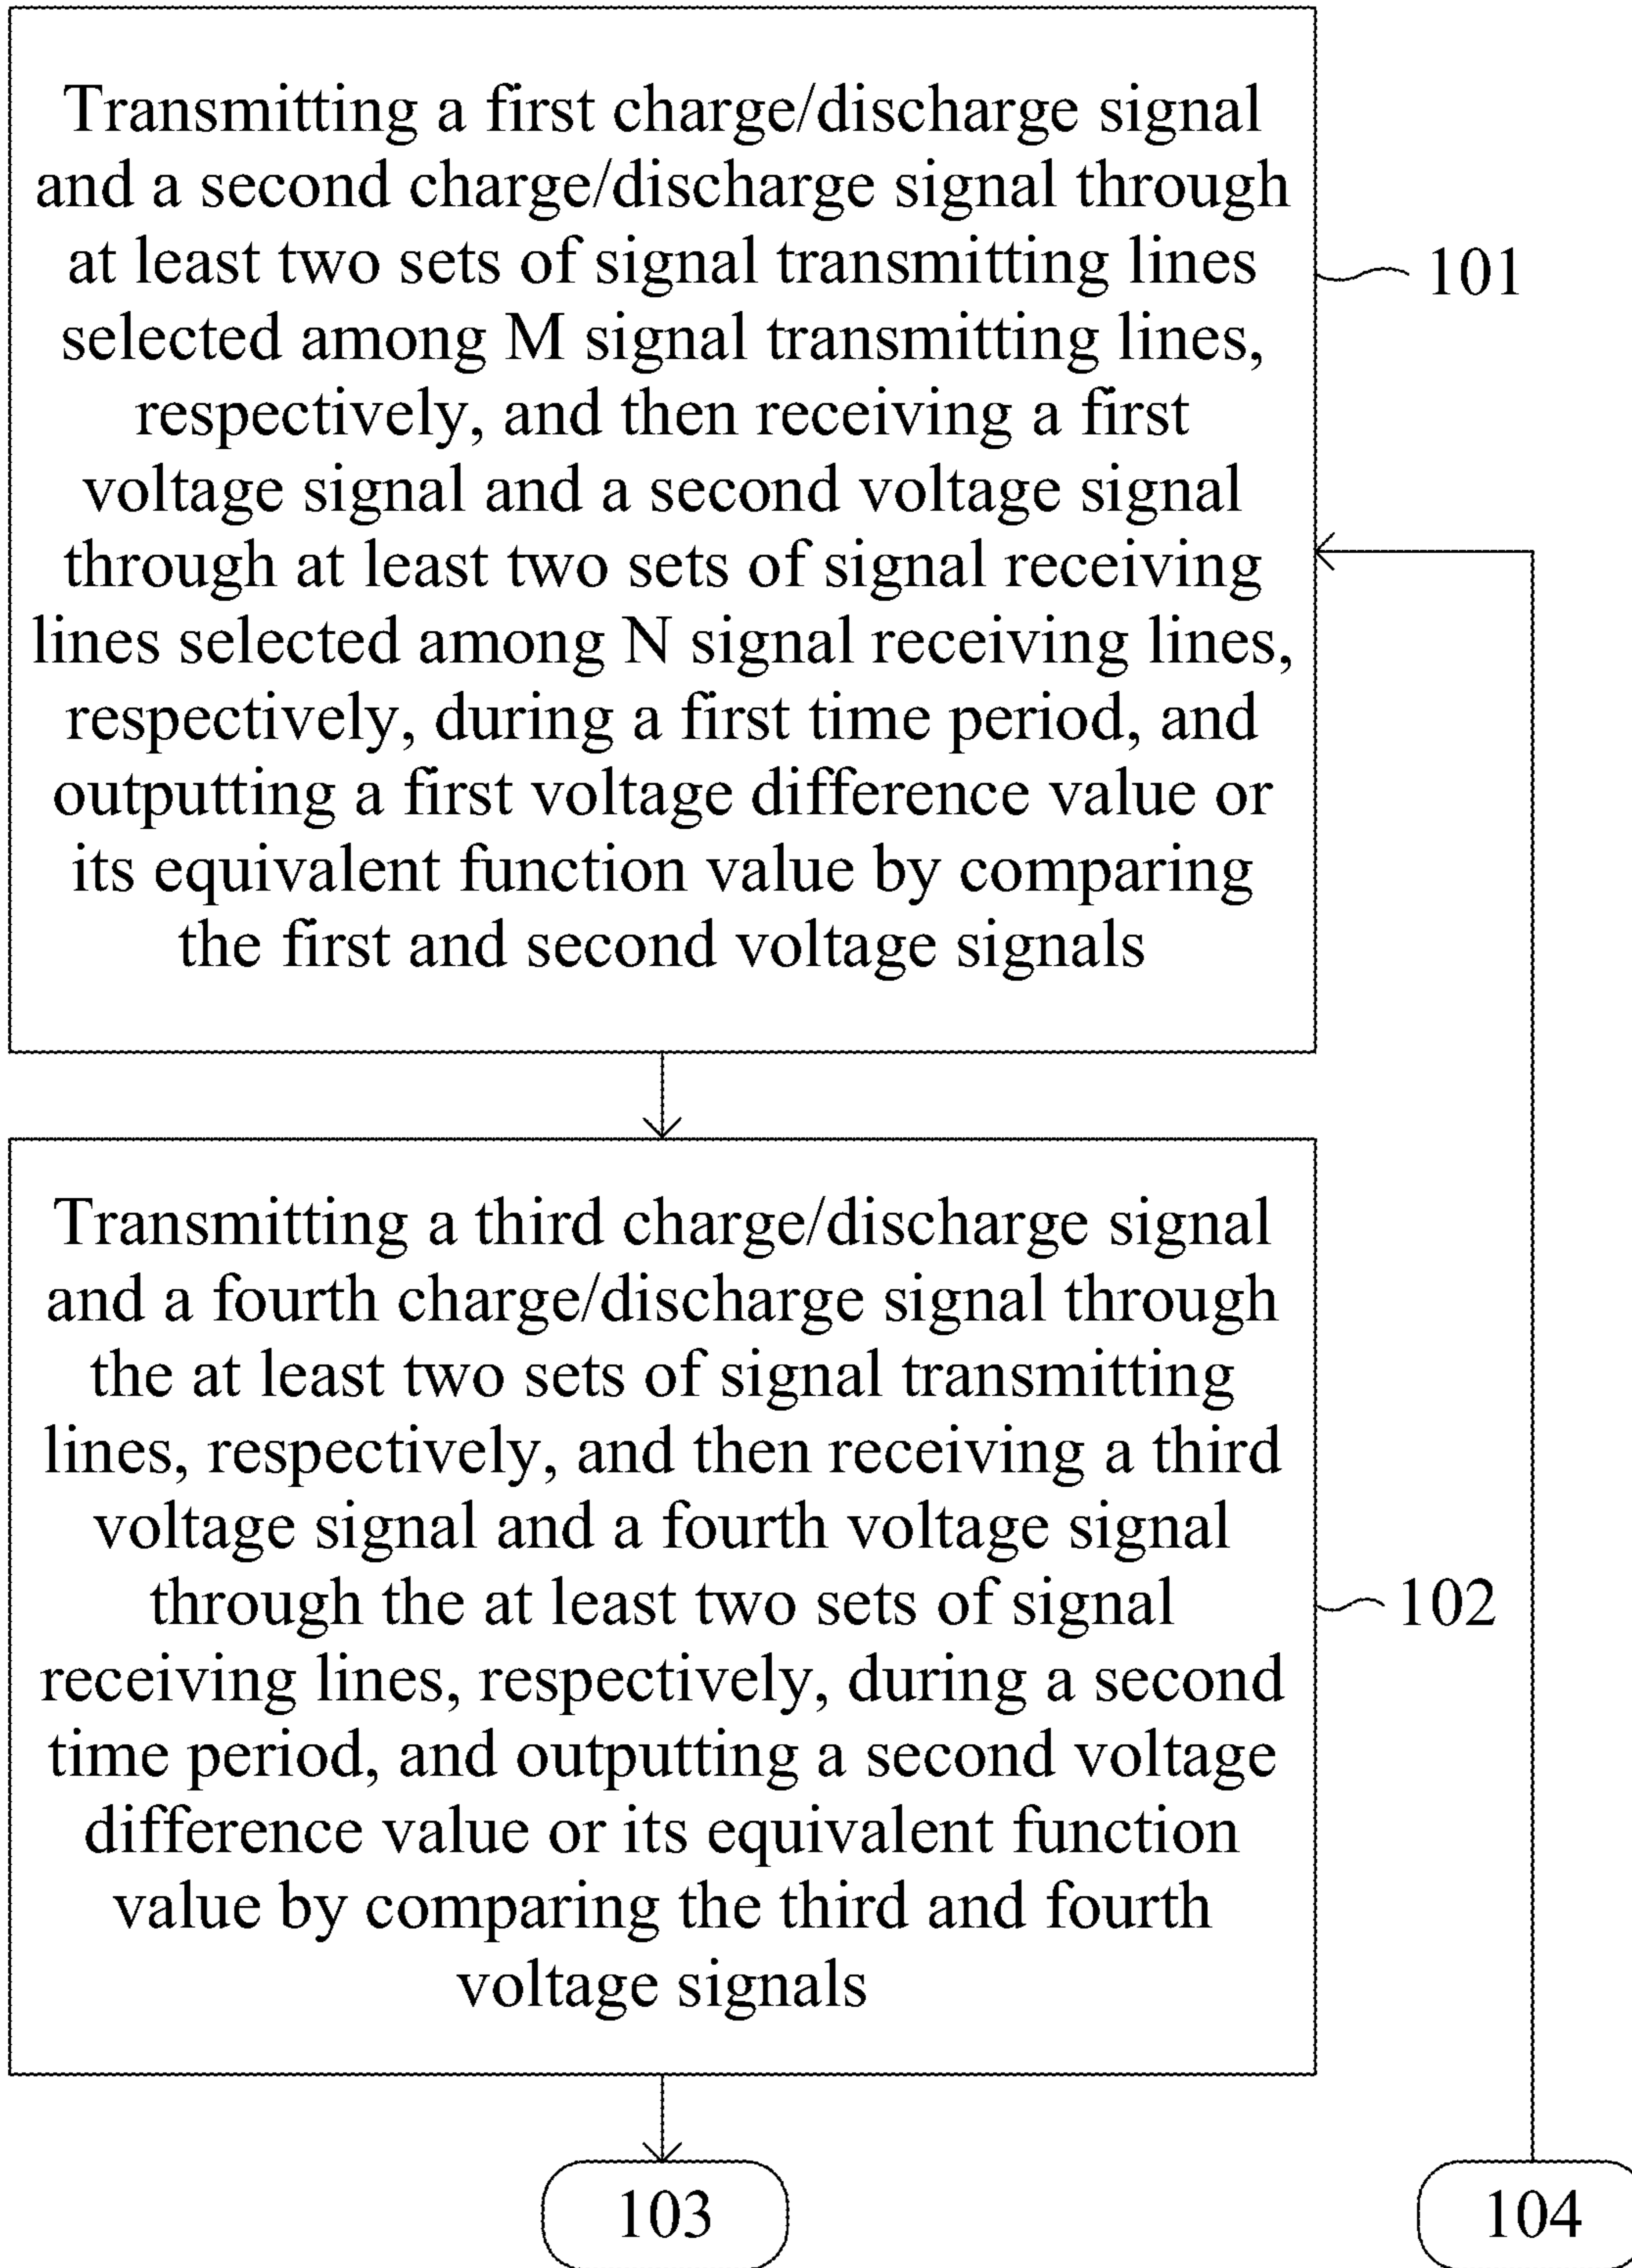 Transmitting a first charge/discharge signal
and a second charge/discharge signal through
at least two sets of signal transmitting lines
selected among M signal transmitting lines,
respectively, and then receiving a first
voltage signal and a second voltage signal
through at least two sets of signal receiving
lines selected among N signal receiving lines,
respectively, during a first time period, and
outputting a first voltage difference value or
its equivalent function value by comparing
the first and second voltage signals
101
Transmitting a third charge/discharge signal
and a fourth charge/discharge signal through
the at least two sets of signal transmitting
lines, respectively, and then receiving a third
voltage signal and a fourth voltage signal
through the at least two sets of signal
receiving lines, respectively, during a second
time period, and outputting a second voltage
difference value or its equivalent function
value by comparing the third and fourth
voltage signals
102
103
104